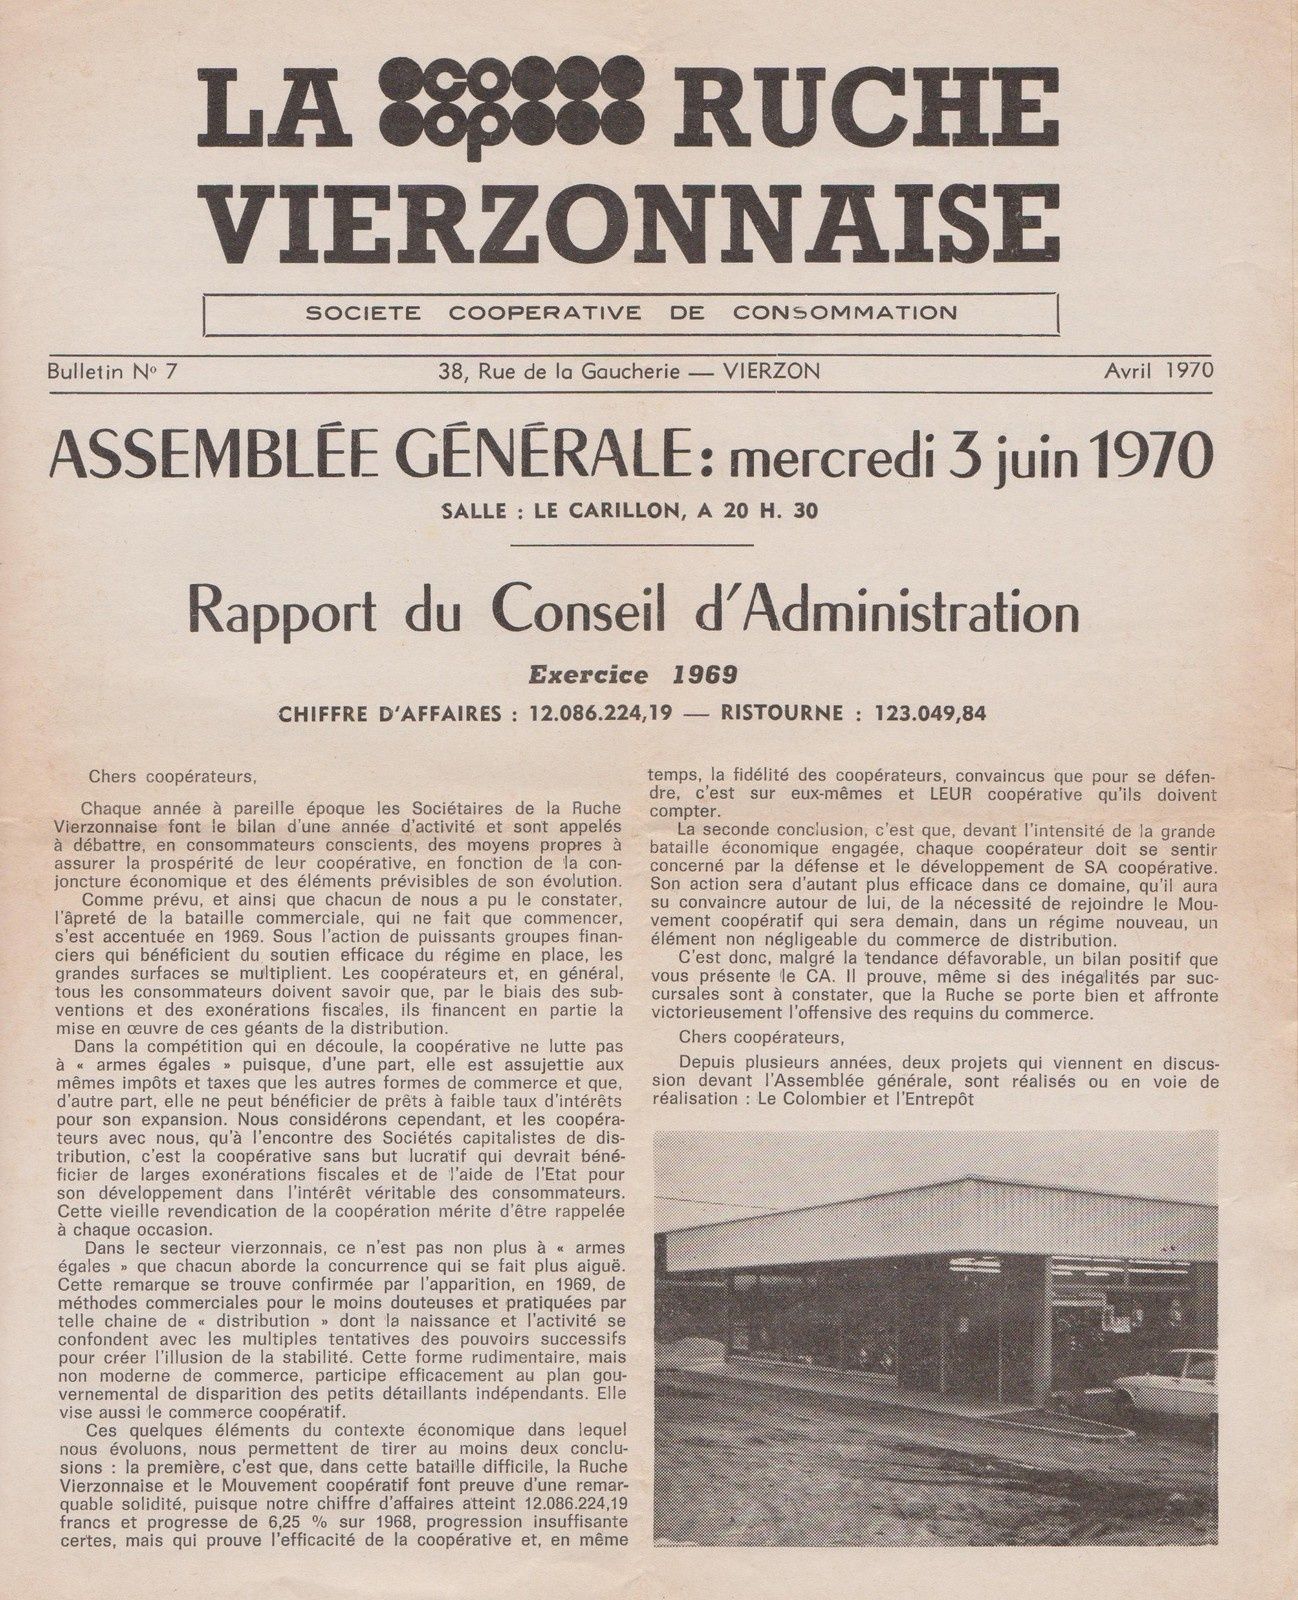 LA co op RUCHE
VIERZONNAISE
SOCIETE COOPERATIVE DE CONSOMMATION
Bulletin Nº 7 38, Rue de la Gaucherie — VIERZON Avril 1970
ASSEMBLÉE GÉNÉRALE : mercredi 3 juin 1970
SALLE : LE CARILLON, A 20 H. 30
Rapport du Conseil d'Administration
Exercice 1969
CHIFFRE D'AFFAIRES : 12.086.224,19 — RISTOURNE : 123.049,84
Chers coopérateurs,
Chaque année à pareille époque les Sociétaires de la Ruche
Vierzonnaise font le bilan d'une année d'activité et sont appelés
à débattre, en consommateurs conscients, des moyens propres à
assurer la prospérité de leur coopérative, en fonction de la con-
joncture économique et des éléments prévisibles de son évolution.
Comme prévu, et ainsi que chacun de nous a pu le constater,
l'âpreté de la bataille commerciale, qui ne fait que commencer,
s'est accentuée en 1969. Sous l'action de puissants groupes finan-
ciers qui bénéficient du soutien efficace du régime en place, les
grandes surfaces se multiplient. Les coopérateurs et, en général,
tous les consommateurs doivent savoir que, par le biais des sub-
ventions et des exonérations fiscales, ils financent en partie la
mise en œuvre de ces géants de la distribution.
Dans la compétition qui en découle, la coopérative ne lutte pas
à « armes égales » puisque, d'une part, elle est assujettie aux
mêmes impôts et taxes que les autres formes de commerce et que,
d'autre part, elle ne peut bénéficier de prêts à faible taux d'intérêts
pour son expansion. Nous considérons cependant, et les coopéra-
teurs avec nous, qu'à l'encontre des Sociétés capitalistes de dis-
tribution, c'est la coopérative sans but lucratif qui devrait béné-
ficier de larges exonérations fiscales et de l'aide de l'Etat pour
son développement dans l'intérêt véritable des consommateurs.
Cette vieille revendication de la coopération mérite d'être rappelée
à chaque occasion.
Dans le secteur vierzonnais, ce n'est pas non plus à « armes
égales » que chacun aborde la concurrence qui se fait plus aiguë.
Cette remarque se trouve confirmée par l'apparition, en 1969, de
méthodes commerciales pour le moins douteuses et pratiquées par
telle chaine de « distribution » dont la naissance et l'activité se
confondent avec les multiples tentatives des pouvoirs successifs
pour créer l'illusion de la stabilité. Cette forme rudimentaire, mais
non moderne de commerce, participe efficacement au plan gou-
vernemental de disparition des petits détaillants indépendants. Elle
vise aussi le commerce coopératif.
Ces quelques éléments du contexte économique dans lequel
nous évoluons, nous permettent de tirer au moins deux conclu-
sions : la première, c'est que, dans cette bataille difficile, la Ruche
Vierzonnaise et le Mouvement coopératif font preuve d'une remar-
quable solidité, puisque notre chiffre d'affaires atteint 12.086.224,19
francs et progresse de 6,25 % sur 1968, progression insuffisante
certes, mais qui prouve l'efficacité de la coopérative et, en même
temps, la fidélité des coopérateurs, convaincus que pour se défen-
dre, c'est sur eux-mêmes et LEUR coopérative qu'ils doivent
compter.
La seconde conclusion, c'est que, devant l'intensité de la grande
bataille économique engagée, chaque coopérateur doit se sentir
concerné par la défense et le développement de SA coopérative.
Son action sera d'autant plus efficace dans ce domaine, qu'il aura
su convaincre autour de lui, de la nécessité de rejoindre le Mou-
vement coopératif qui sera demain, dans un régime nouveau, un
élément non négligeable du commerce de distribution.
C'est donc, malgré la tendance défavorable, un bilan positif que
vous présente le CA. Il prouve, même si des inégalités par suc-
cursales sont à constater, que la Ruche se porte bien et affronte
victorieusement l'offensive des requins du commerce.
Chers coopérateurs,
Depuis plusieurs années, deux projets qui viennent en discus-
sion devant l'Assemblée générale, sont réalisés ou en voie de
réalisation : Le Colombier et l'Entrepôt